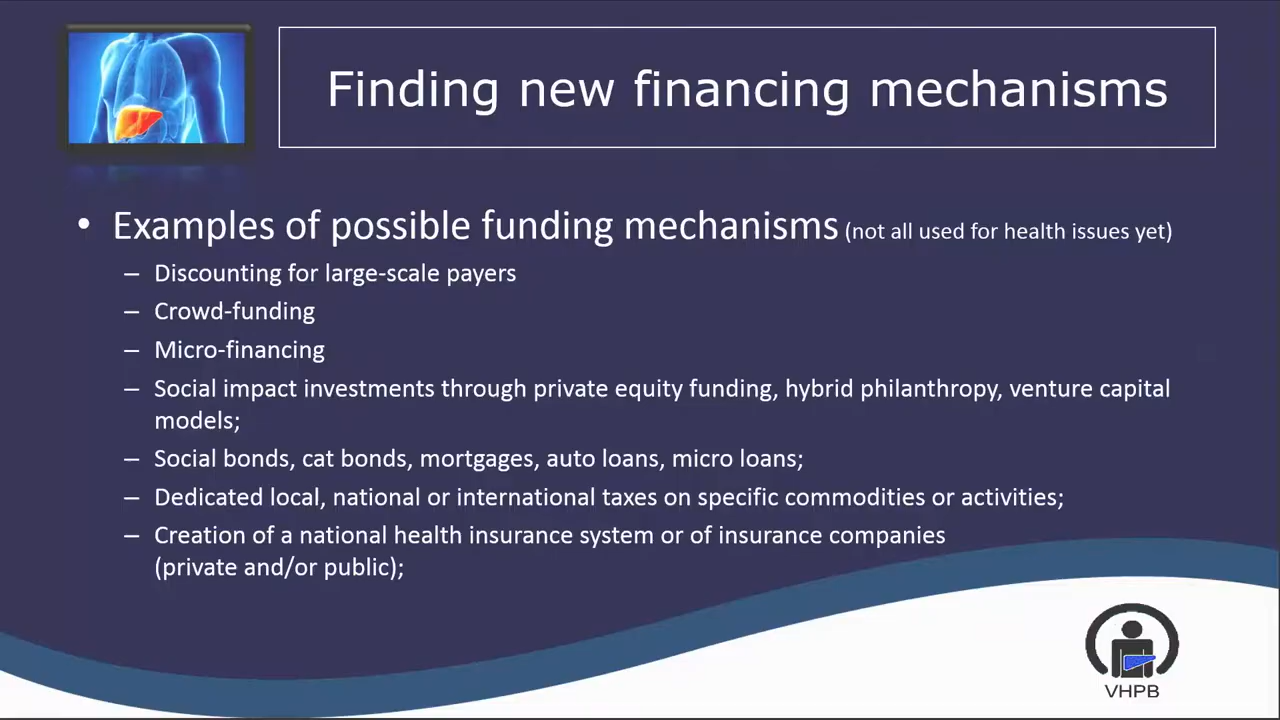 Finding new financing mechanisms
• Examples of possible funding mechanisms (not all used for health issues yet)
– Discounting for large-scale payers
– Crowd-funding
– Micro-financing
– Social impact investments through private equity funding, hybrid philanthropy, venture capital
models;
– Social bonds, cat bonds, mortgages, auto loans, micro loans;
– Dedicated local, national or international taxes on specific commodities or activities;
– Creation of a national health insurance system or of insurance companies
(private and/or public);
VHPB